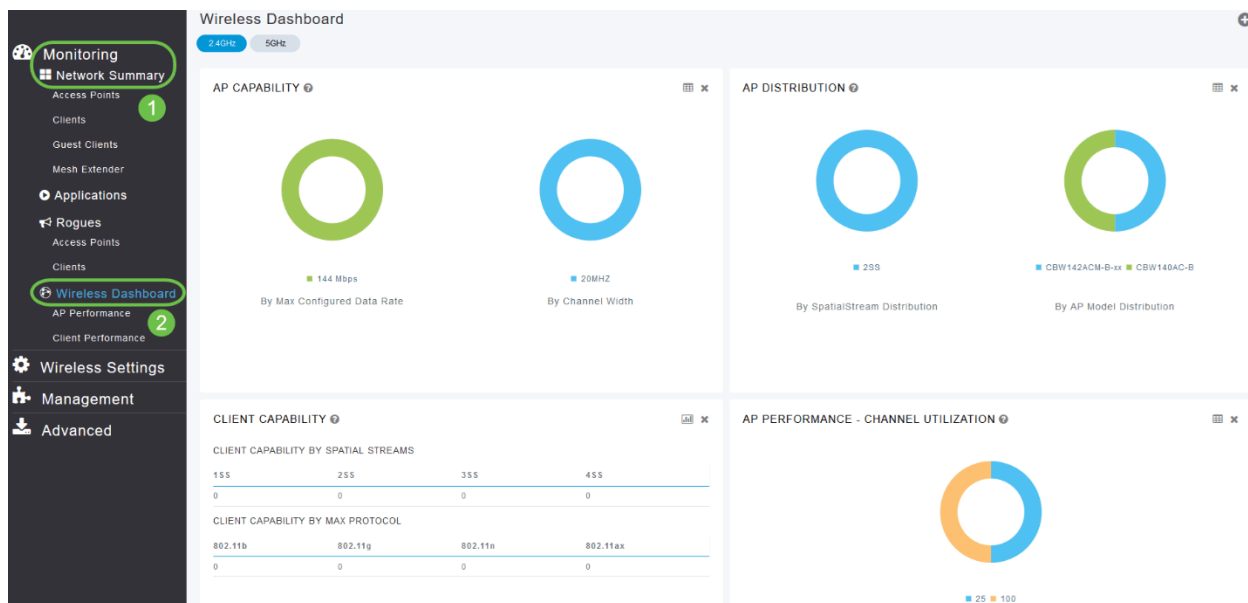 Wireless Dashboard
2.4GHz 5GHz
Monitoring
Network Summary
Access Points
1
Clients
Guest Clients
Mesh Extender
Applications
Rogues
Access Points
Clients
Wireless Dashboard
AP Performance
2
Client Performance
Wireless Settings
Management
Advanced
AP CAPABILITY
144 Mbps
By Max Configured Data Rate
20MHZ
By Channel Width
AP DISTRIBUTION
2SS
By SpatialStream Distribution
CBW142ACM-B-xx CBW140AC-B
By AP Model Distribution
CLIENT CAPABILITY
CLIENT CAPABILITY BY SPATIAL STREAMS
1SS 2SS 3SS 4SS
0 0 0 0
CLIENT CAPABILITY BY MAX PROTOCOL
802.11b 802.11g 802.11n 802.11ax
0 0 0 0
AP PERFORMANCE - CHANNEL UTILIZATION
25 100